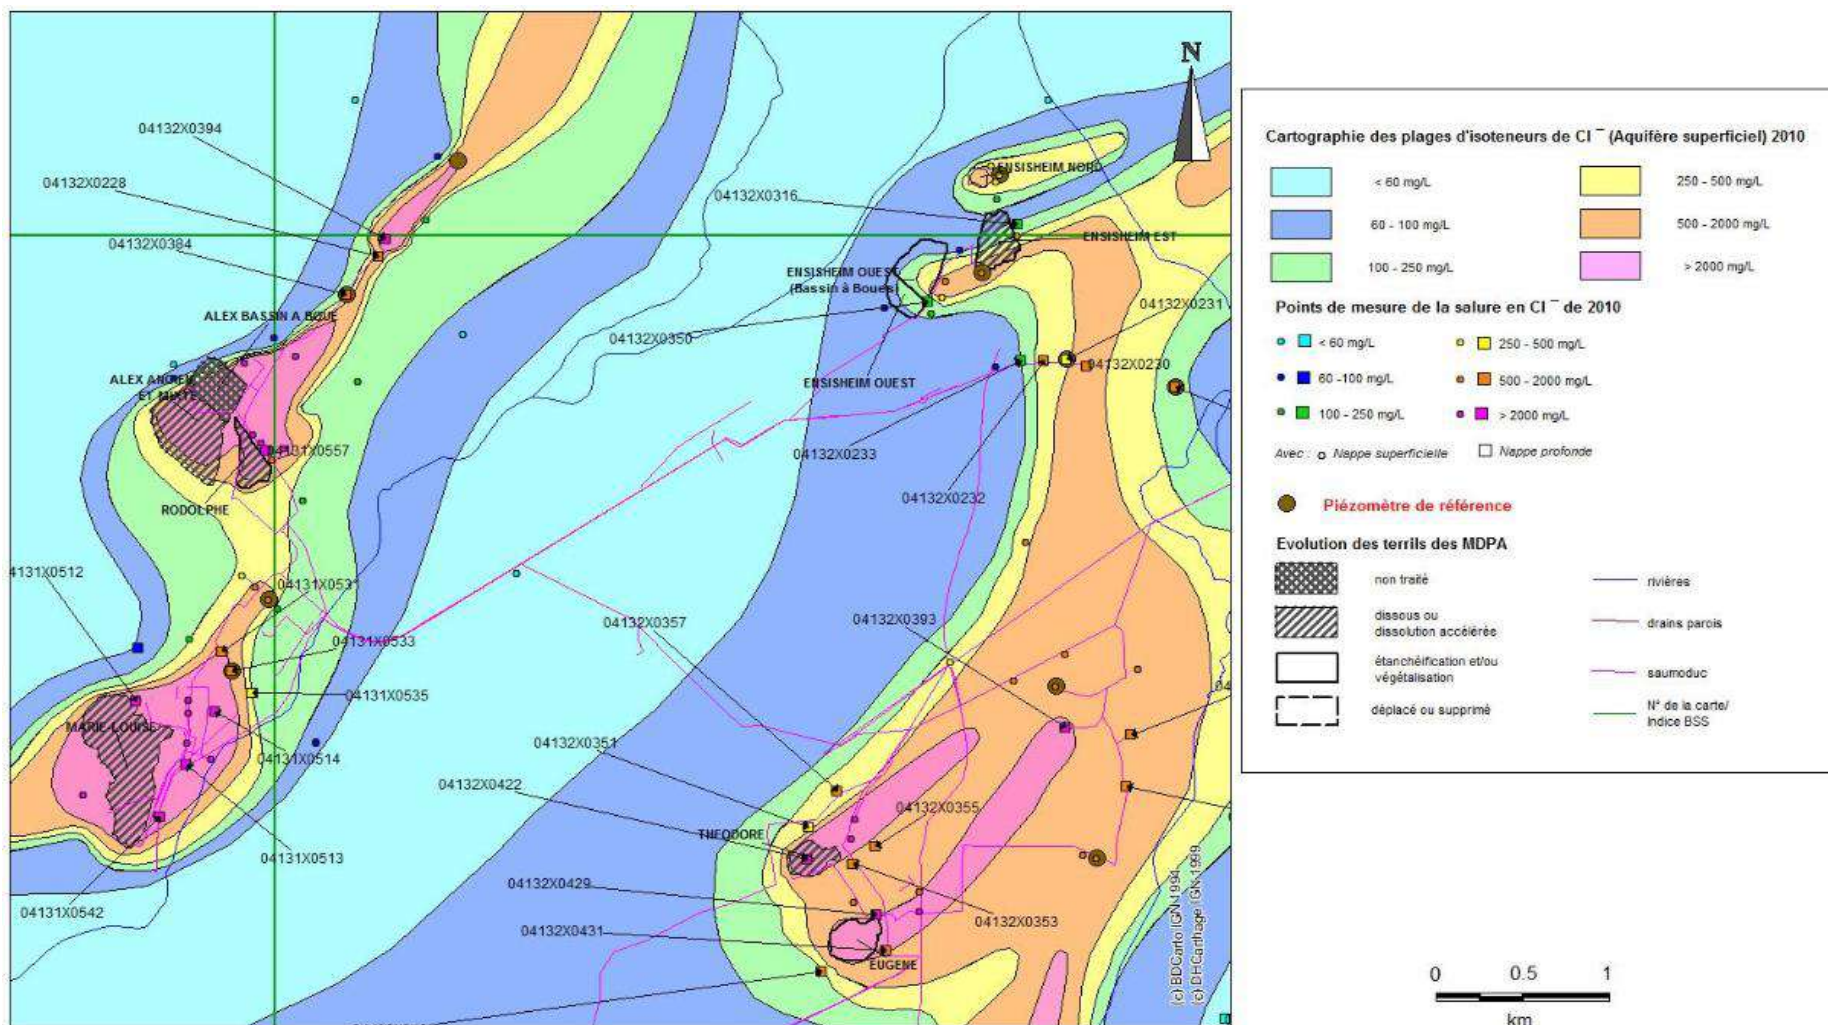 N
04132X0394
04132X0228
04132X0384
ALEX BASSIN A BOUE
ALEX ANCIEN
ET MIXTE
04131X0557
RODOLPHE
04131X0512
04131X0531
04131X0533
04131X0535
MARIE-LOUISE
04131X0514
04131X0513
04131X0542
ENSISHEIM NORD
04132X0316
ENSISHEIM EST
ENSISHEIM OUEST
(Bassin à Boues)
04132X0231
04132X0350
04132X0230
ENSISHEIM OUEST
04132X0233
04132X0232
04132X0357
04132X0393
04132X0351
04132X0422
04132X0355
THEODORE
04132X0429
04132X0353
04132X0431
EUGENE
(c) BDCarto IGN 1994
(c) DHCarthage IGN 1999
Cartographie des plages d'isoteneurs de Cl⁻ (Aquifère superficiel) 2010
< 60 mg/L
250 - 500 mg/L
60 - 100 mg/L
500 - 2000 mg/L
100 - 250 mg/L
> 2000 mg/L
Points de mesure de la salure en Cl⁻ de 2010
< 60 mg/L
250 - 500 mg/L
60 -100 mg/L
500 - 2000 mg/L
100 - 250 mg/L
> 2000 mg/L
Avec : Nappe superficielle
Nappe profonde
Piézomètre de référence
Evolution des terrils des MDPA
non traité
rivières
dissous ou
dissolution accélérée
drains parois
étanchéification et/ou
végétalisation
saumoduc
déplacé ou supprimé
N° de la carte/
Indice BSS
0 0.5 1
km